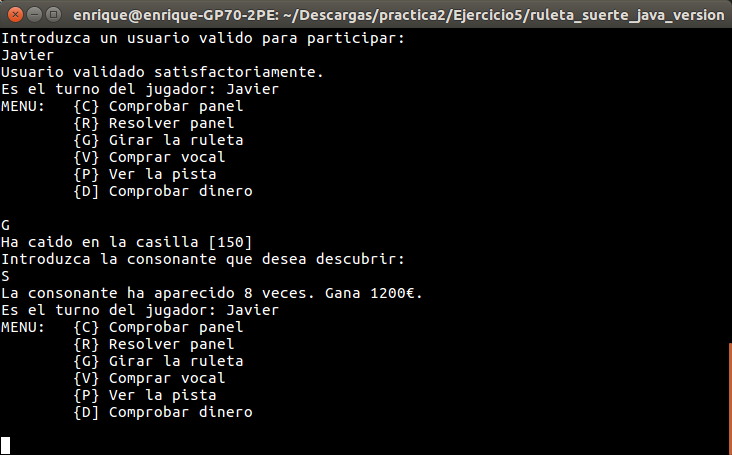 enrique@enrique-GP70-2PE: ~/Descargas/practica2/Ejercicio5/ruleta_suerte_java_version
Introduzca un usuario valido para participar:
Javier
Usuario validado satisfactoriamente.
Es el turno del jugador: Javier
MENU:   {C} Comprobar panel
        {R} Resolver panel
        {G} Girar la ruleta
        {V} Comprar vocal
        {P} Ver la pista
        {D] Comprobar dinero
G
Ha caido en la casilla [150]
Introduzca la consonante que desea descubrir:
S
La consonante ha aparecido 8 veces. Gana 1200€.
Es el turno del jugador: Javier
MENU:   {C} Comprobar panel
        {R} Resolver panel
        {G} Girar la ruleta
        {V} Comprar vocal
        {P} Ver la pista
        {D] Comprobar dinero